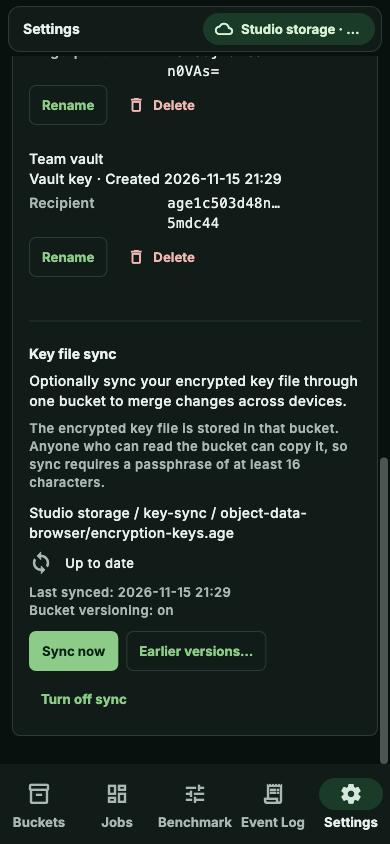 Settings
Studio storage · ...
n0VAs=
Rename
Delete
Team vault
Vault key · Created 2026-11-15 21:29
Recipient
age1c503d48n…
5mdc44
Rename
Delete
Key file sync
Optionally sync your encrypted key file through
one bucket to merge changes across devices.
The encrypted key file is stored in that bucket.
Anyone who can read the bucket can copy it, so
sync requires a passphrase of at least 16
characters.
Studio storage / key-sync / object-data-
browser/encryption-keys.age
Up to date
Last synced: 2026-11-15 21:29
Bucket versioning: on
Sync now
Earlier versions...
Turn off sync
Buckets
Jobs
Benchmark
Event Log
Settings